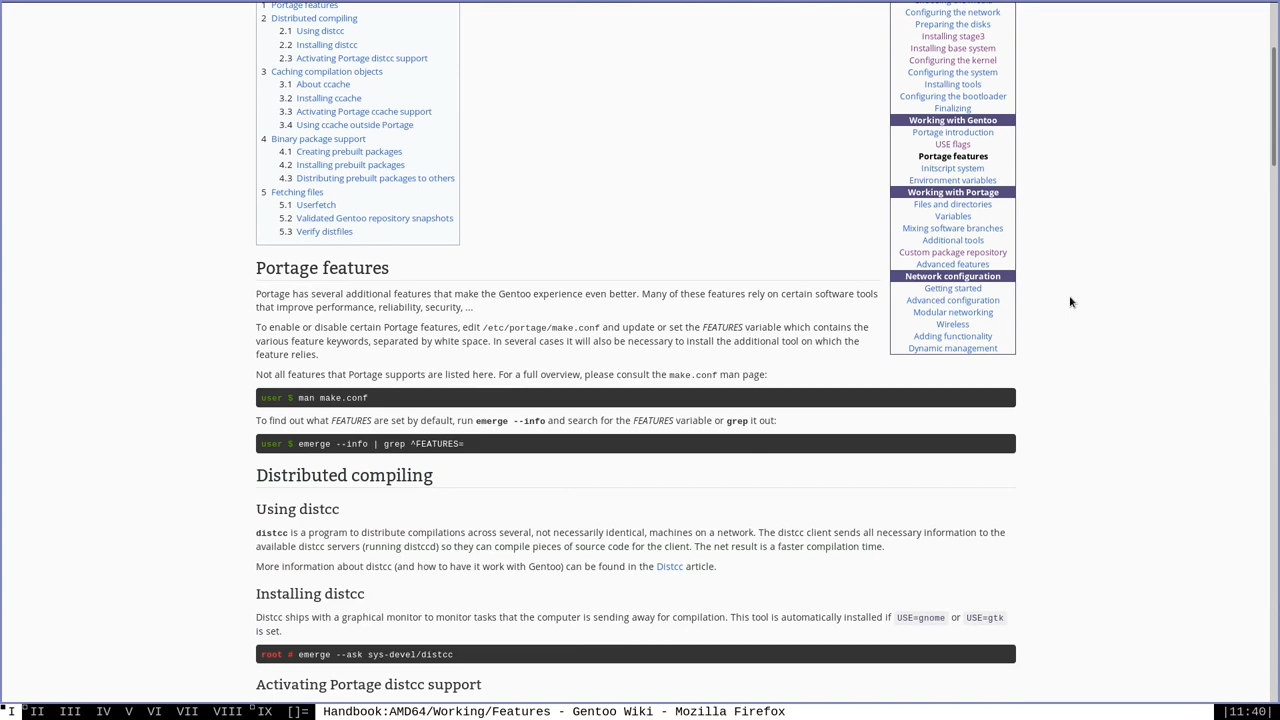 1 Portage features
2 Distributed compiling
2.1 Using distcc
2.2 Installing distcc
2.3 Activating Portage distcc support
3 Caching compilation objects
3.1 About ccache
3.2 Installing ccache
3.3 Activating Portage ccache support
3.4 Using ccache outside Portage
4 Binary package support
4.1 Creating prebuilt packages
4.2 Installing prebuilt packages
4.3 Distributing prebuilt packages to others
5 Fetching files
5.1 Userfetch
5.2 Validated Gentoo repository snapshots
5.3 Verify distfiles
Configuring the network
Preparing the disks
Installing stage3
Installing base system
Configuring the kernel
Configuring the system
Installing tools
Configuring the bootloader
Finalizing
Working with Gentoo
Portage introduction
USE flags
Portage features
Initscript system
Environment variables
Working with Portage
Files and directories
Variables
Mixing software branches
Additional tools
Custom package repository
Advanced features
Network configuration
Getting started
Advanced configuration
Modular networking
Wireless
Adding functionality
Dynamic management
Portage features
Portage has several additional features that make the Gentoo experience even better. Many of these features rely on certain software tools
that improve performance, reliability, security, ...
To enable or disable certain Portage features, edit /etc/portage/make.conf and update or set the FEATURES variable which contains the
various feature keywords, separated by white space. In several cases it will also be necessary to install the additional tool on which the
feature relies.
Not all features that Portage supports are listed here. For a full overview, please consult the make.conf man page:
user $ man make.conf
To find out what FEATURES are set by default, run emerge --info and search for the FEATURES variable or grep it out:
user $ emerge --info | grep ^FEATURES=
Distributed compiling
Using distcc
distcc is a program to distribute compilations across several, not necessarily identical, machines on a network. The distcc client sends all necessary information to the
available distcc servers (running distccd) so they can compile pieces of source code for the client. The net result is a faster compilation time.
More information about distcc (and how to have it work with Gentoo) can be found in the Distcc article.
Installing distcc
Distcc ships with a graphical monitor to monitor tasks that the computer is sending away for compilation. This tool is automatically installed if USE=gnome or USE=gtk
is set.
root # emerge --ask sys-devel/distcc
Activating Portage distcc support
I II III IV V VI VII VIII IX []= Handbook:AMD64/Working/Features - Gentoo Wiki - Mozilla Firefox |11:40|